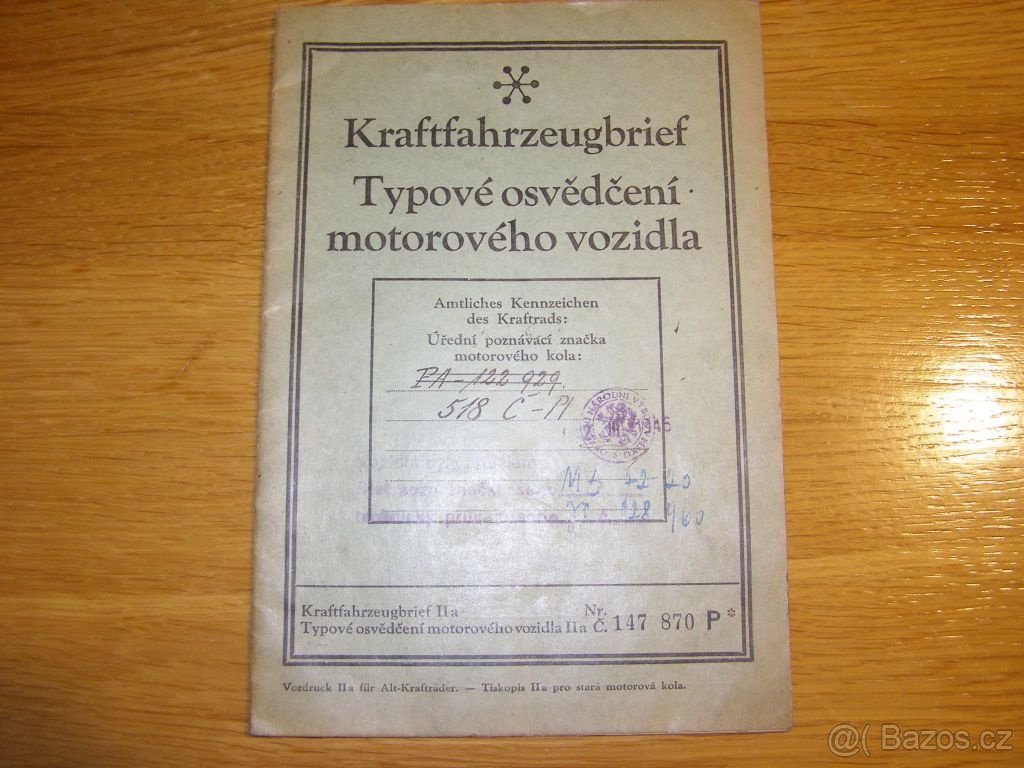 Kraftfahrzeugbrief
Typové osvědčení
motorového vozidla
Amtliches Kennzeichen
des Kraftrads:
Úřední poznávací značka
motorového kola:
PA-122 929.
518 Č-PI
NÁRODNÍ
Kraftfahrzeugbrief IIa
Typové osvědčení motorového vozidla IIa
Nr.
Č. 147 870 P*
Vordruck IIa für Alt-Krafträder. — Tiskopis IIa pro stará motorová kola.
@( Bazos.cz